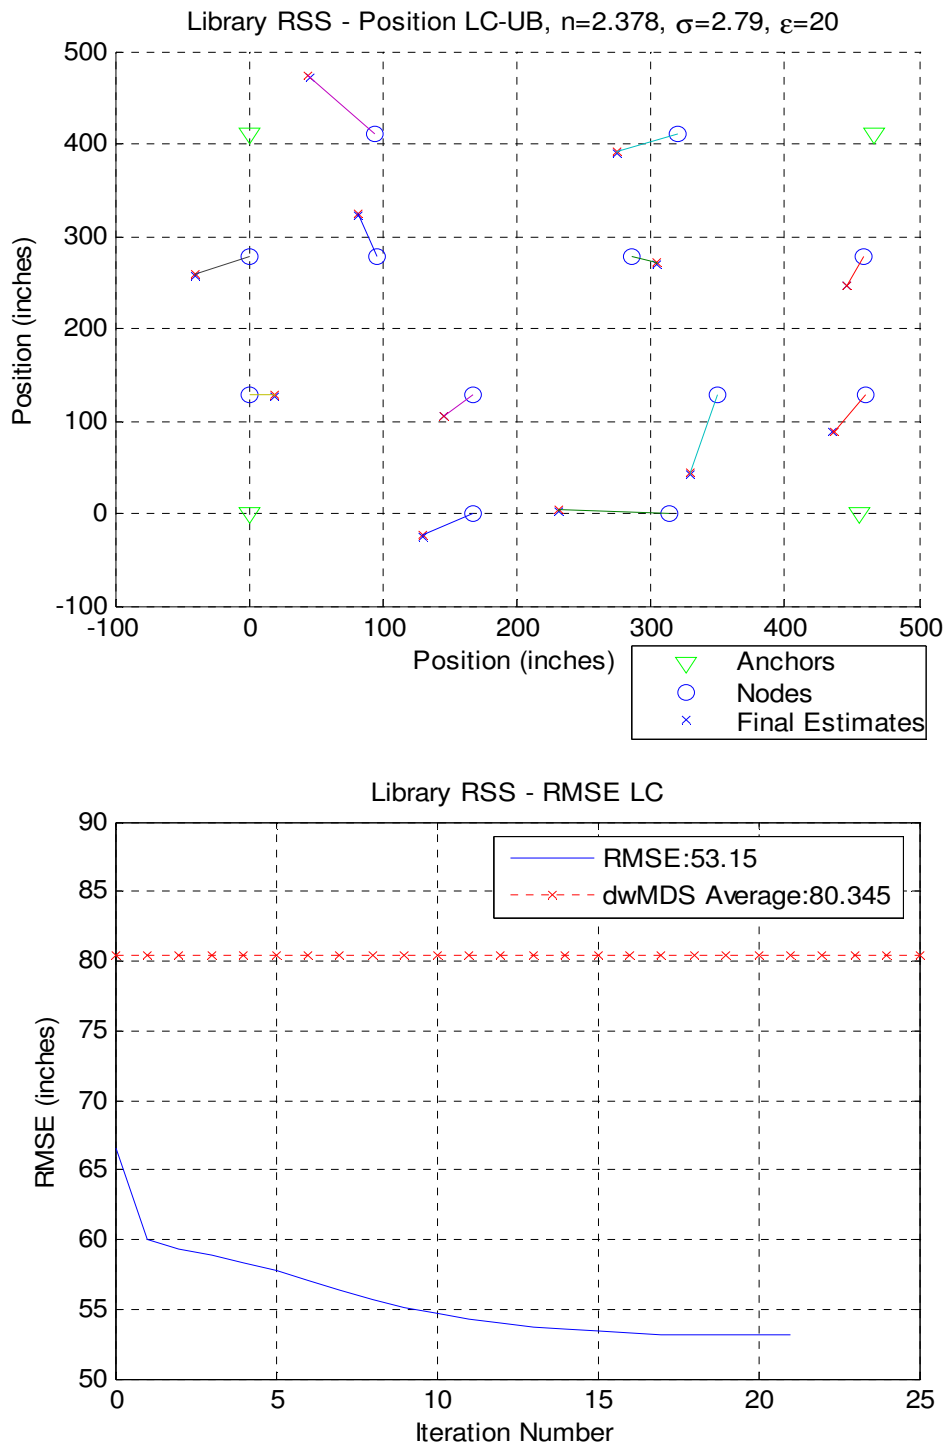 Library RSS - Position LC-UB, n=2.378, σ=2.79, ε=20
500
400
300
200
100
0
-100
Position (inches)
-100 0 100 200 300 400 500
Position (inches)
Anchors
Nodes
Final Estimates
Library RSS - RMSE LC
90
85
80
75
70
65
60
55
50
RMSE (inches)
RMSE:53.15
dwMDS Average:80.345
0 5 10 15 20 25
Iteration Number